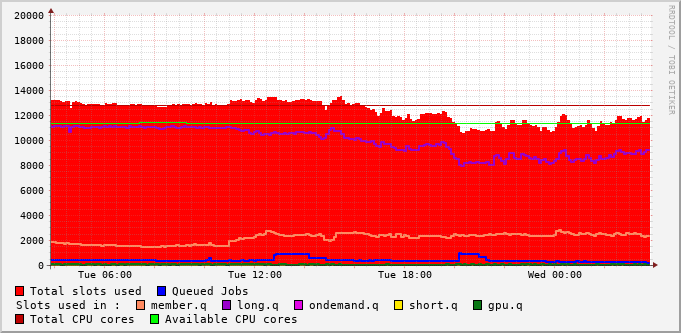 20000
18000
16000
14000
12000
10000
8000
6000
4000
2000
0
Tue 06:00 Tue 12:00 Tue 18:00 Wed 00:00
RRDTOOL / TOBI OETIKER
Total slots used Queued Jobs
Slots used in : member.q long.q ondemand.q short.q gpu.q
Total CPU cores Available CPU cores